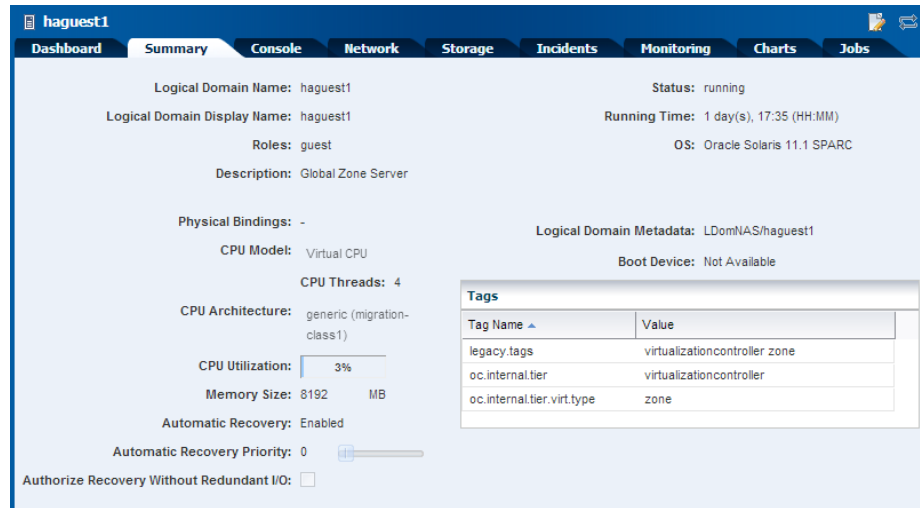 haguest1
Dashboard Summary Console Network Storage Incidents Monitoring Charts Jobs
Logical Domain Name: haguest1
Logical Domain Display Name: haguest1
Roles: guest
Description: Global Zone Server
Status: running
Running Time: 1 day(s), 17:35 (HH:MM)
OS: Oracle Solaris 11.1 SPARC
Physical Bindings: -
CPU Model: Virtual CPU
CPU Threads: 4
CPU Architecture: generic (migration-
class1)
CPU Utilization: 3%
Memory Size: 8192 MB
Automatic Recovery: Enabled
Automatic Recovery Priority: 0
Authorize Recovery Without Redundant I/O:
Logical Domain Metadata: LDomNAS/haguest1
Boot Device: Not Available
Tags
Tag Name Value
legacy.tags virtualizationcontroller zone
oc.internal.tier virtualizationcontroller
oc.internal.tier.virt.type zone